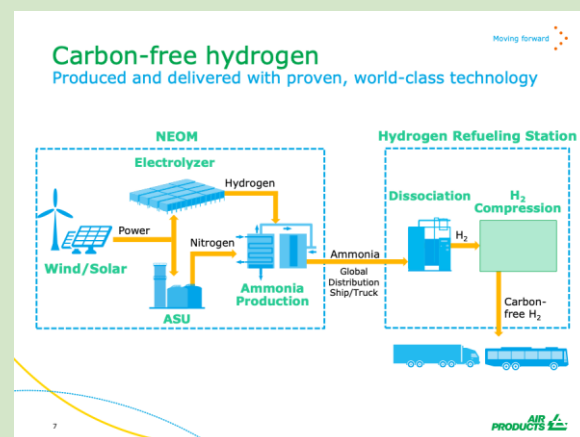 Moving forward
Carbon-free hydrogen
Produced and delivered with proven, world-class technology
NEOM
Hydrogen Refueling Station
Electrolyzer
Hydrogen
Dissociation
H₂
Compression
Power
Nitrogen
H₂
Wind/Solar
Ammonia
Production
ASU
Ammonia
Global
Distribution
Ship/Truck
Carbon-
free H₂
7
AIR
PRODUCTS